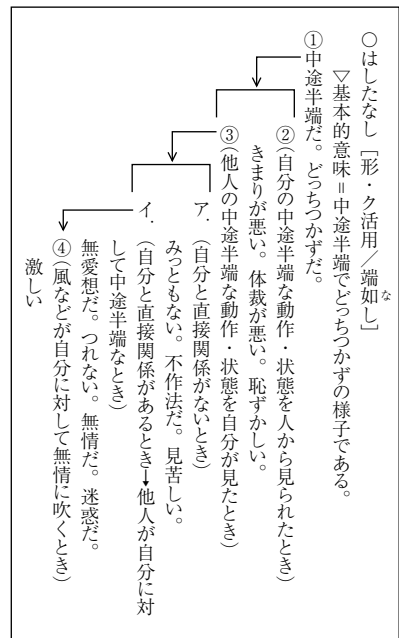 ○はしたなし［形・ク活用／端如し］
な
▽基本的意味＝中途半端でどっちつかずの様子である。
①中途半端だ。どっちつかずだ。
②(自分の中途半端な動作・状態を人から見られたとき)
きまりが悪い。体裁が悪い。恥ずかしい。
③(他人の中途半端な動作・状態を自分が見たとき)
ア．(自分と直接関係がないとき)
みっともない。不作法だ。見苦しい。
イ．(自分と直接関係があるとき→他人が自分に対
して中途半端なとき)
無愛想だ。つれない。無情だ。迷惑だ。
④(風などが自分に対して無情に吹くとき)
激しい